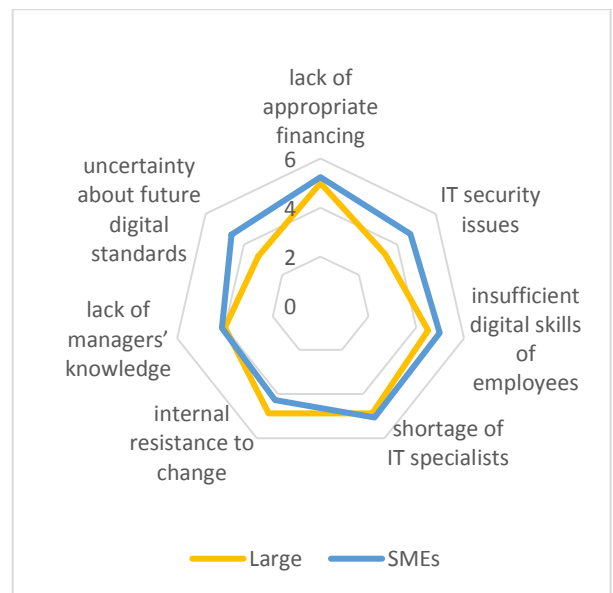 lack of
appropriate
financing
uncertainty
about future
digital
standards
6
4
2
0
IT security
issues
insufficient
digital skills
of
employees
shortage of
IT specialists
internal
resistance to
change
lack of
managers’
knowledge
Large
SMEs